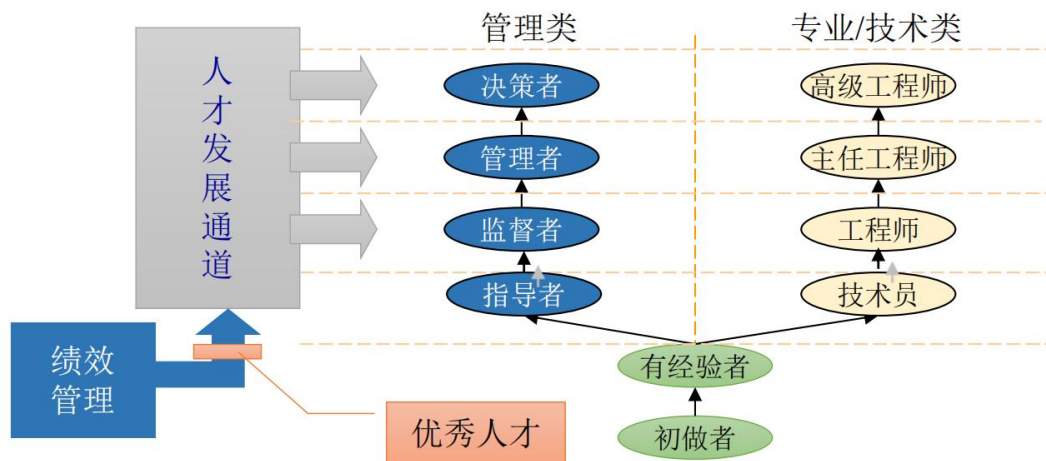 管理类
专业/技术类
人才发展通道
决策者
高级工程师
管理者
主任工程师
监督者
工程师
指导者
技术员
绩效
管理
有经验者
优秀人才
初做者